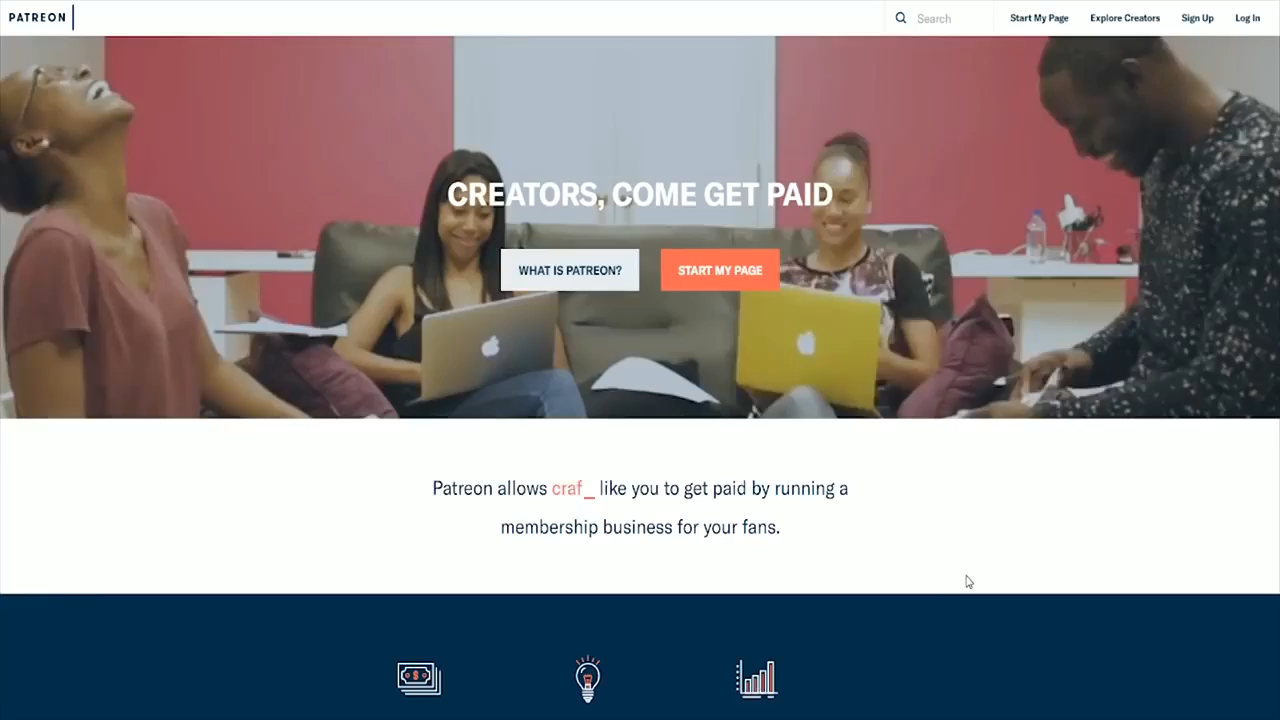 PATREON
Search
Start My Page
Explore Creators
Sign Up
Log In
CREATORS, COME GET PAID
WHAT IS PATREON?
START MY PAGE
Patreon allows craf_ like you to get paid by running a
membership business for your fans.
$